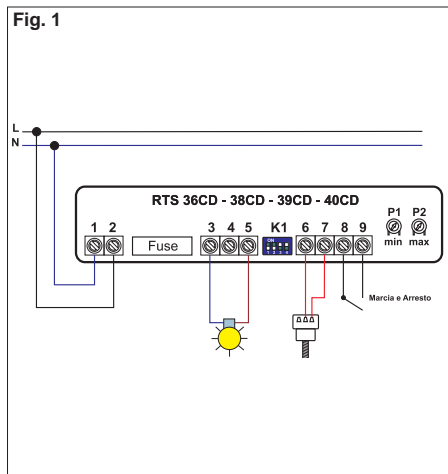 Fig. 1
L
N
RTS 36CD - 38CD - 39CD - 40CD
P1 P2
1 2 3 4 5 K1 6 7 8 9
Fuse
ON
min max
Marcia e Arresto